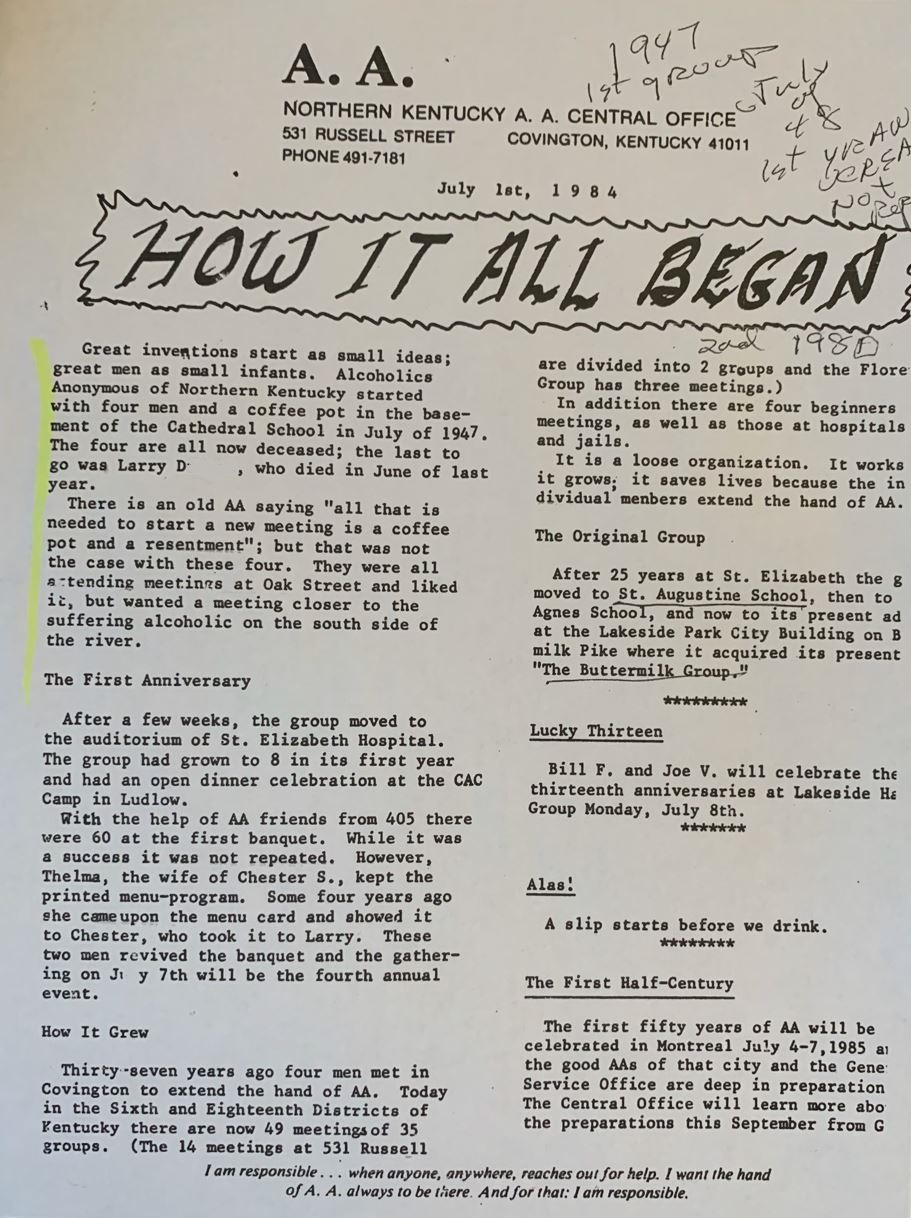 A. A.
NORTHERN KENTUCKY A. A. CENTRAL OFFICE
531 RUSSELL STREET COVINGTON, KENTUCKY 41011
PHONE 491-7181
1947
1st group
July
of
48
1st
NOT
July 1st, 1984
HOW IT ALL BEGAN
2nd 198
Great inventions start as small ideas;
great men as small infants. Alcoholics
Anonymous of Northern Kentucky started
with four men and a coffee pot in the base-
ment of the Cathedral School in July of 1947.
The four are all now deceased; the last to
go was Larry D , who died in June of last
year.
There is an old AA saying "all that is
needed to start a new meeting is a coffee
pot and a resentment"; but that was not
the case with these four. They were all
attending meetings at Oak Street and liked
it, but wanted a meeting closer to the
suffering alcoholic on the south side of
the river.
The First Anniversary
After a few weeks, the group moved to
the auditorium of St. Elizabeth Hospital.
The group had grown to 8 in its first year
and had an open dinner celebration at the CAC
Camp in Ludlow.
With the help of AA friends from 405 there
were 60 at the first banquet. While it was
a success it was not repeated. However,
Thelma, the wife of Chester S., kept the
printed menu-program. Some four years ago
she came upon the menu card and showed it
to Chester, who took it to Larry. These
two men revived the banquet and the gather-
ing on Ju y 7th will be the fourth annual
event.
How It Grew
Thirty-seven years ago four men met in
Covington to extend the hand of AA. Today
in the Sixth and Eighteenth Districts of
Kentucky there are now 49 meetings of 35
groups. (The 14 meetings at 531 Russell
are divided into 2 groups and the Flore
Group has three meetings.)
In addition there are four beginners
meetings, as well as those at hospitals
and jails.
It is a loose organization. It works
it grows; it saves lives because the in
dividual menbers extend the hand of AA.
The Original Group
After 25 years at St. Elizabeth the g
moved to St. Augustine School, then to
Agnes School, and now to its present ad
at the Lakeside Park City Building on B
milk Pike where it acquired its present
"The Buttermilk Group."
*********
Lucky Thirteen
Bill F. and Joe V. will celebrate the
thirteenth anniversaries at Lakeside Ha
Group Monday, July 8th.
*******
Alas!
A slip starts before we drink.
********
The First Half-Century
The first fifty years of AA will be
celebrated in Montreal July 4-7,1985 a
the good AAs of that city and the Gene
Service Office are deep in preparation
The Central Office will learn more abo
the preparations this September from G
I am responsible... when anyone, anywhere, reaches out for help. I want the hand
of A. A. always to be there. And for that: I am responsible.